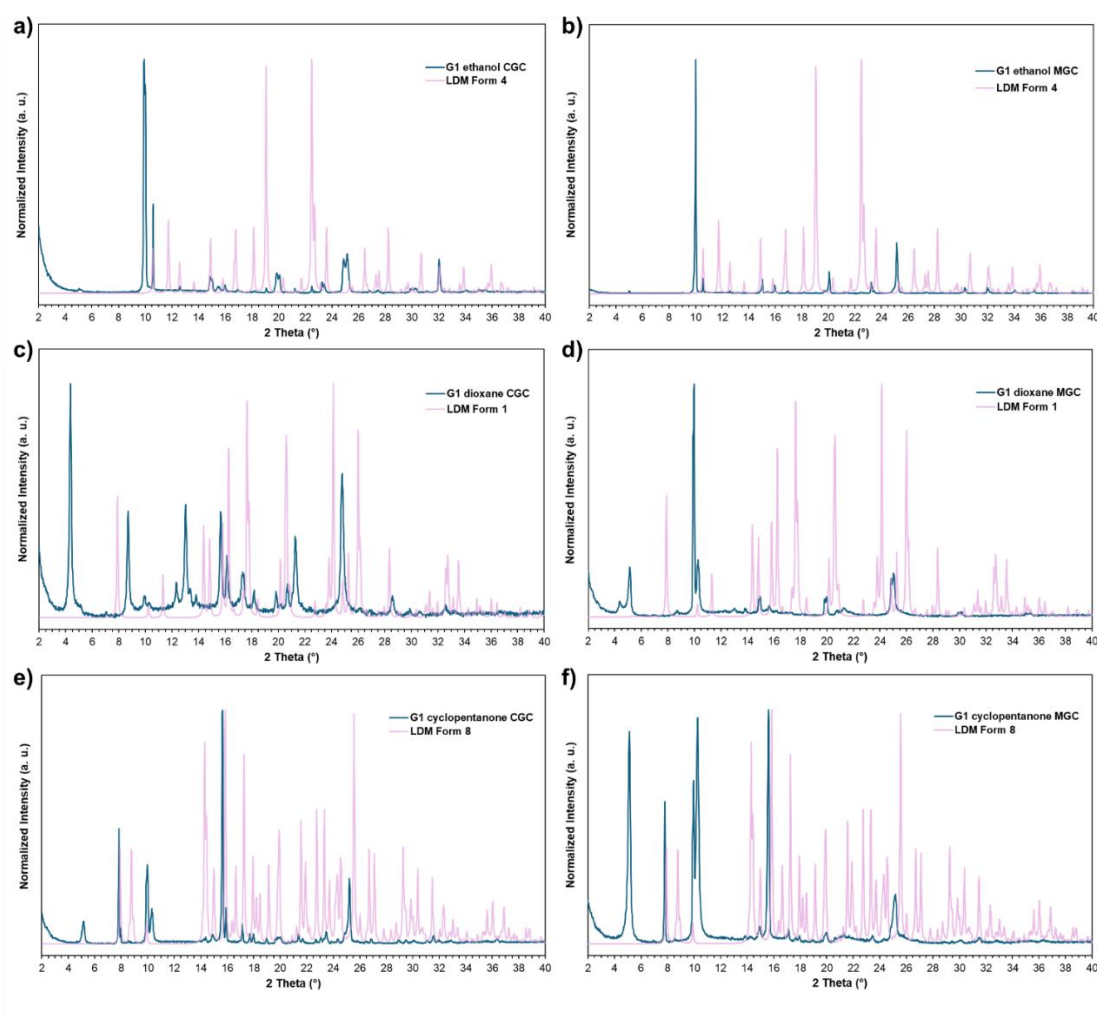 a)
G1 ethanol CGC
LDM Form 4
Normalized Intensity (a. u.)
2 4 6 8 10 12 14 16 18 20 22 24 26 28 30 32 34 36 38 40
2 Theta (°)
b)
G1 ethanol MGC
LDM Form 4
Normalized Intensity (a. u.)
2 4 6 8 10 12 14 16 18 20 22 24 26 28 30 32 34 36 38 40
2 Theta (°)
c)
G1 dioxane CGC
LDM Form 1
Normalized Intensity (a. u.)
2 4 6 8 10 12 14 16 18 20 22 24 26 28 30 32 34 36 38 40
2 Theta (°)
d)
G1 dioxane MGC
LDM Form 1
Normalized Intensity (a. u.)
2 4 6 8 10 12 14 16 18 20 22 24 26 28 30 32 34 36 38 40
2 Theta (°)
e)
G1 cyclopentanone CGC
LDM Form 8
Normalized Intensity (a. u.)
2 4 6 8 10 12 14 16 18 20 22 24 26 28 30 32 34 36 38 40
2 Theta (°)
f)
G1 cyclopentanone MGC
LDM Form 8
Normalized Intensity (a. u.)
2 4 6 8 10 12 14 16 18 20 22 24 26 28 30 32 34 36 38 40
2 Theta (°)